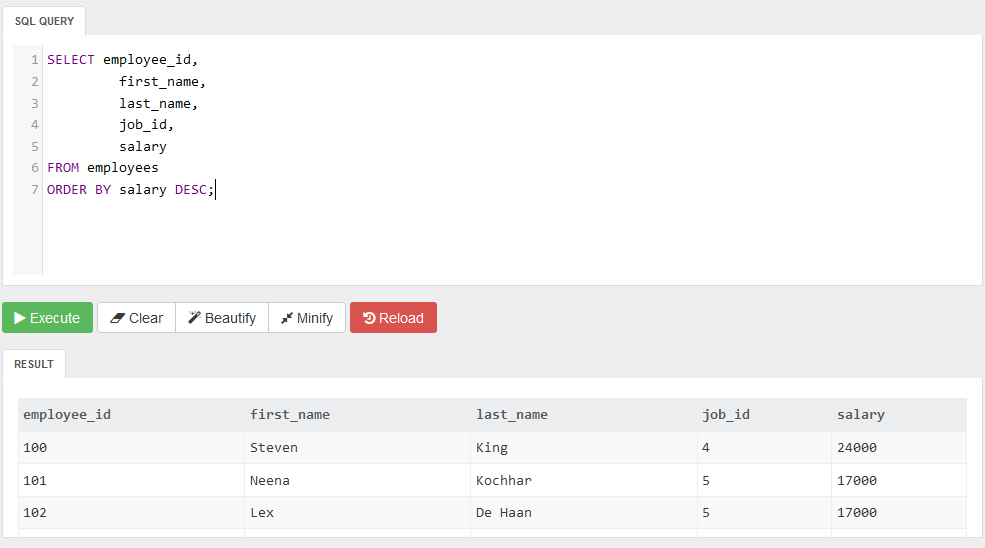 SQL QUERY
1 SELECT employee_id,
2 first_name,
3 last_name,
4 job_id,
5 salary
6 FROM employees
7 ORDER BY salary DESC;
Execute Clear Beautify Minify Reload
RESULT
employee_id first_name last_name job_id salary
100 Steven King 4 24000
101 Neena Kochhar 5 17000
102 Lex De Haan 5 17000